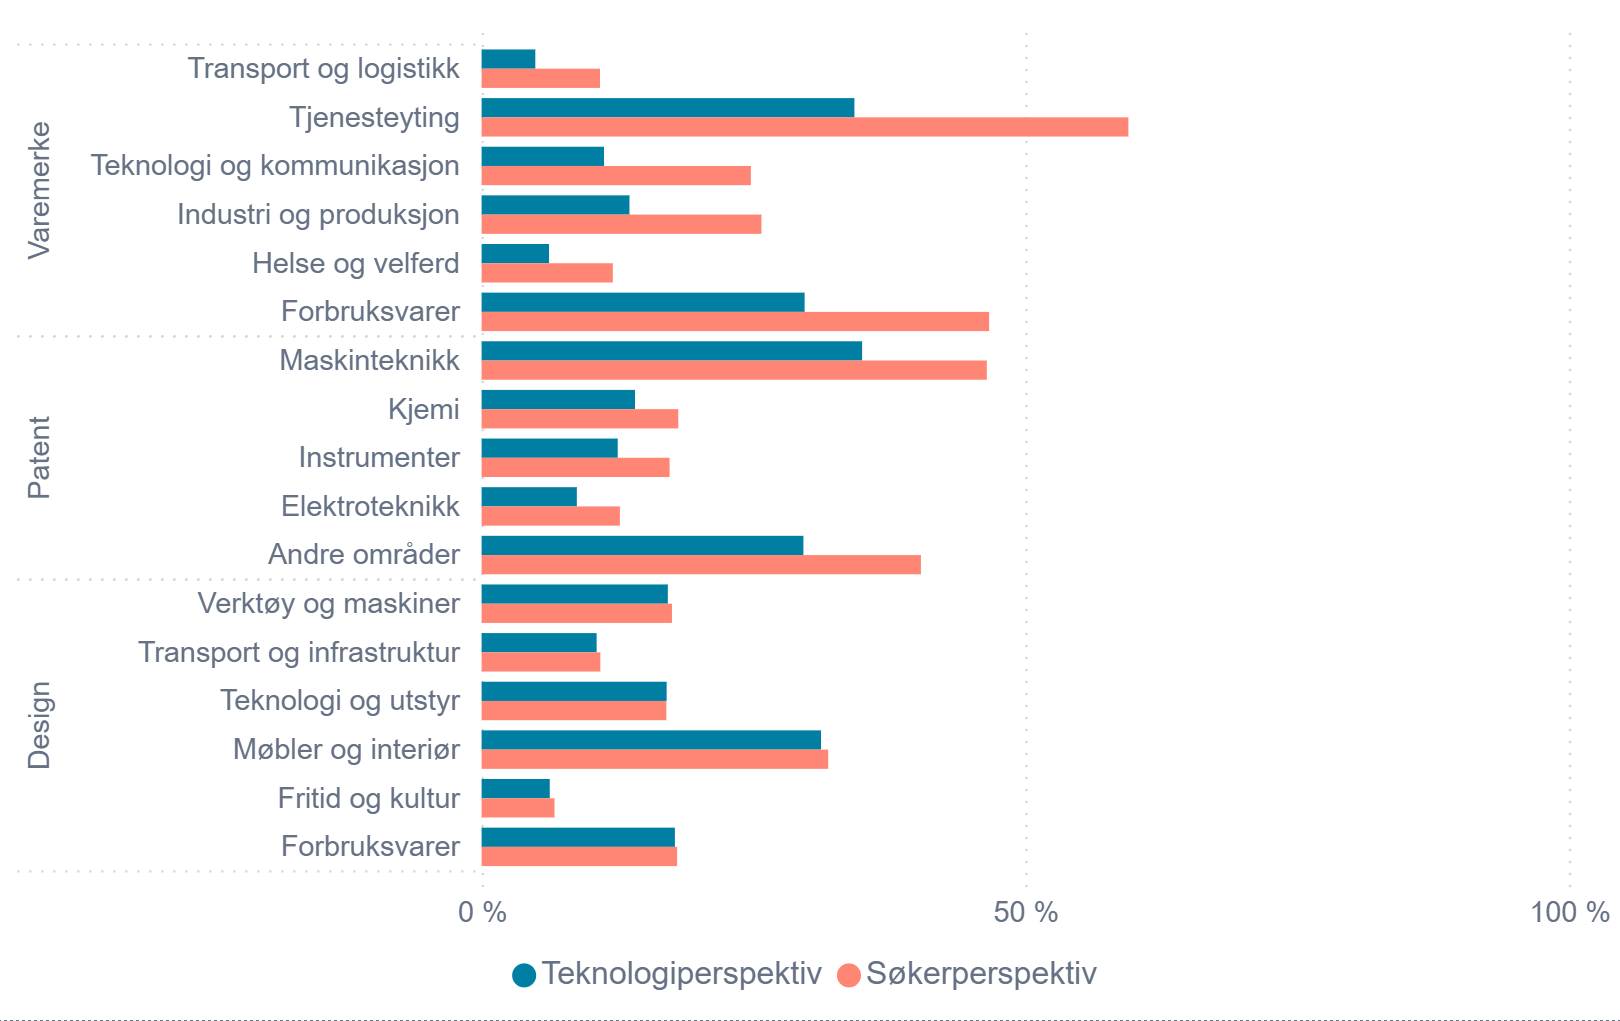 Varemerke
Transport og logistikk
Tjenesteyting
Teknologi og kommunikasjon
Industri og produksjon
Helse og velferd
Forbruksvarer
Patent
Maskinteknikk
Kjemi
Instrumenter
Elektroteknikk
Andre områder
Design
Verktøy og maskiner
Transport og infrastruktur
Teknologi og utstyr
Møbler og interiør
Fritid og kultur
Forbruksvarer
0 % 50 % 100 %
Teknologiperspektiv Søkerperspektiv